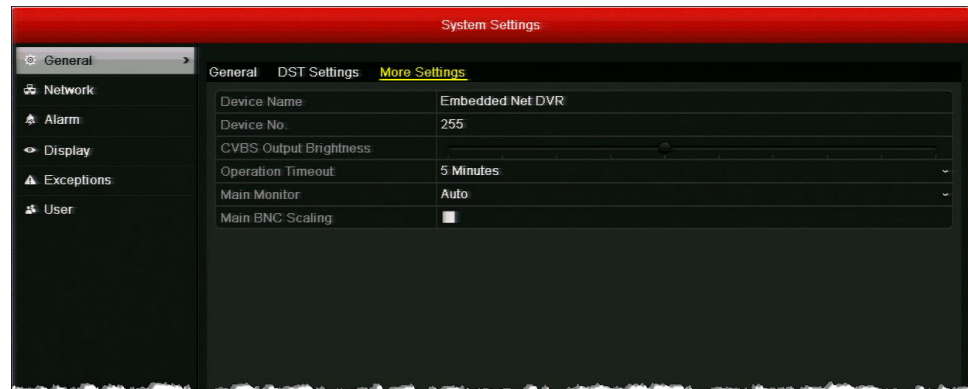 System Settings
General
Network
Alarm
Display
Exceptions
User
General DST Settings More Settings
Device Name Embedded Net DVR
Device No. 255
CVBS Output Brightness
Operation Timeout 5 Minutes
Main Monitor Auto
Main BNC Scaling